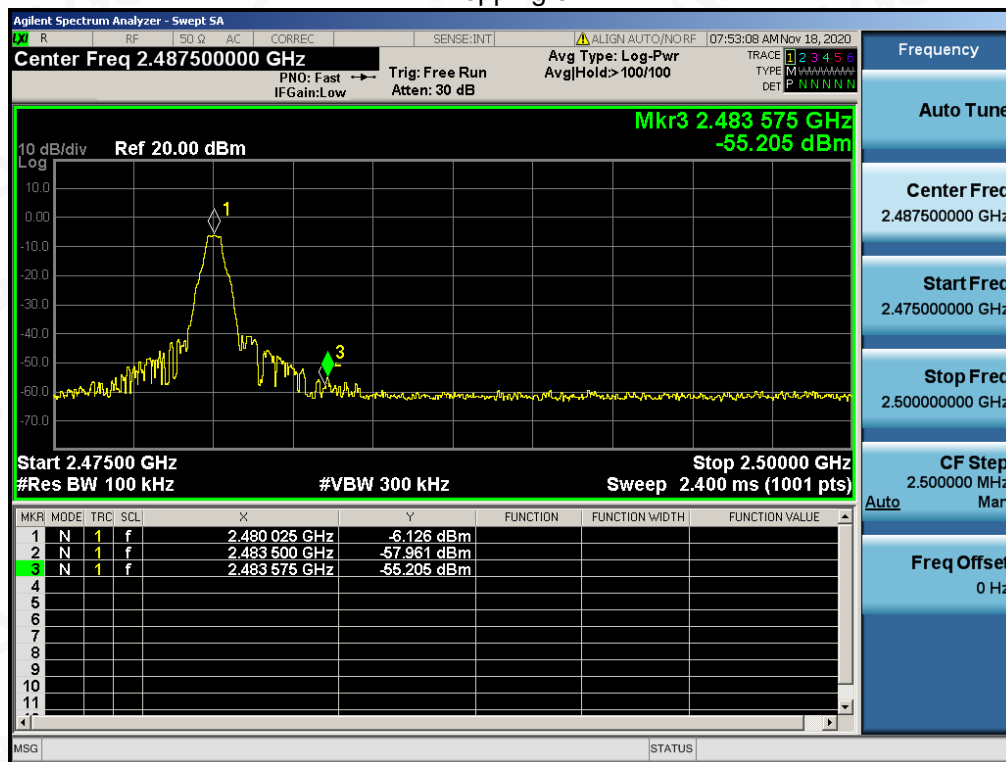 Agilent Spectrum Analyzer - Swept SA
LXI R RF 50 Ω AC CORREC SENSE:INT ALIGN AUTO/NO RF 07:53:08 AM Nov 18, 2020
Center Freq 2.487500000 GHz
PNO: Fast
IFGain:Low
Trig: Free Run
Atten: 30 dB
Avg Type: Log-Pwr
Avg|Hold:>100/100
TRACE 1 2 3 4 5 6
TYPE M WWWWW
DET P N N N N N
Mkr3 2.483 575 GHz
-55.205 dBm
10 dB/div Ref 20.00 dBm
Log
10.0
0.00
-10.0
-20.0
-30.0
-40.0
-50.0
-60.0
-70.0
1
3
Start 2.47500 GHz Stop 2.50000 GHz
#Res BW 100 kHz #VBW 300 kHz Sweep 2.400 ms (1001 pts)
MKR MODE TRC SCL X Y FUNCTION FUNCTION WIDTH FUNCTION VALUE
1 N 1 f 2.480 025 GHz -6.126 dBm
2 N 1 f 2.483 500 GHz -57.961 dBm
3 N 1 f 2.483 575 GHz -55.205 dBm
4
5
6
7
8
9
10
11
MSG STATUS
Frequency
Auto Tune
Center Freq
2.487500000 GHz
Start Freq
2.475000000 GHz
Stop Freq
2.500000000 GHz
CF Step
2.500000 MHz
Auto Man
Freq Offset
0 Hz